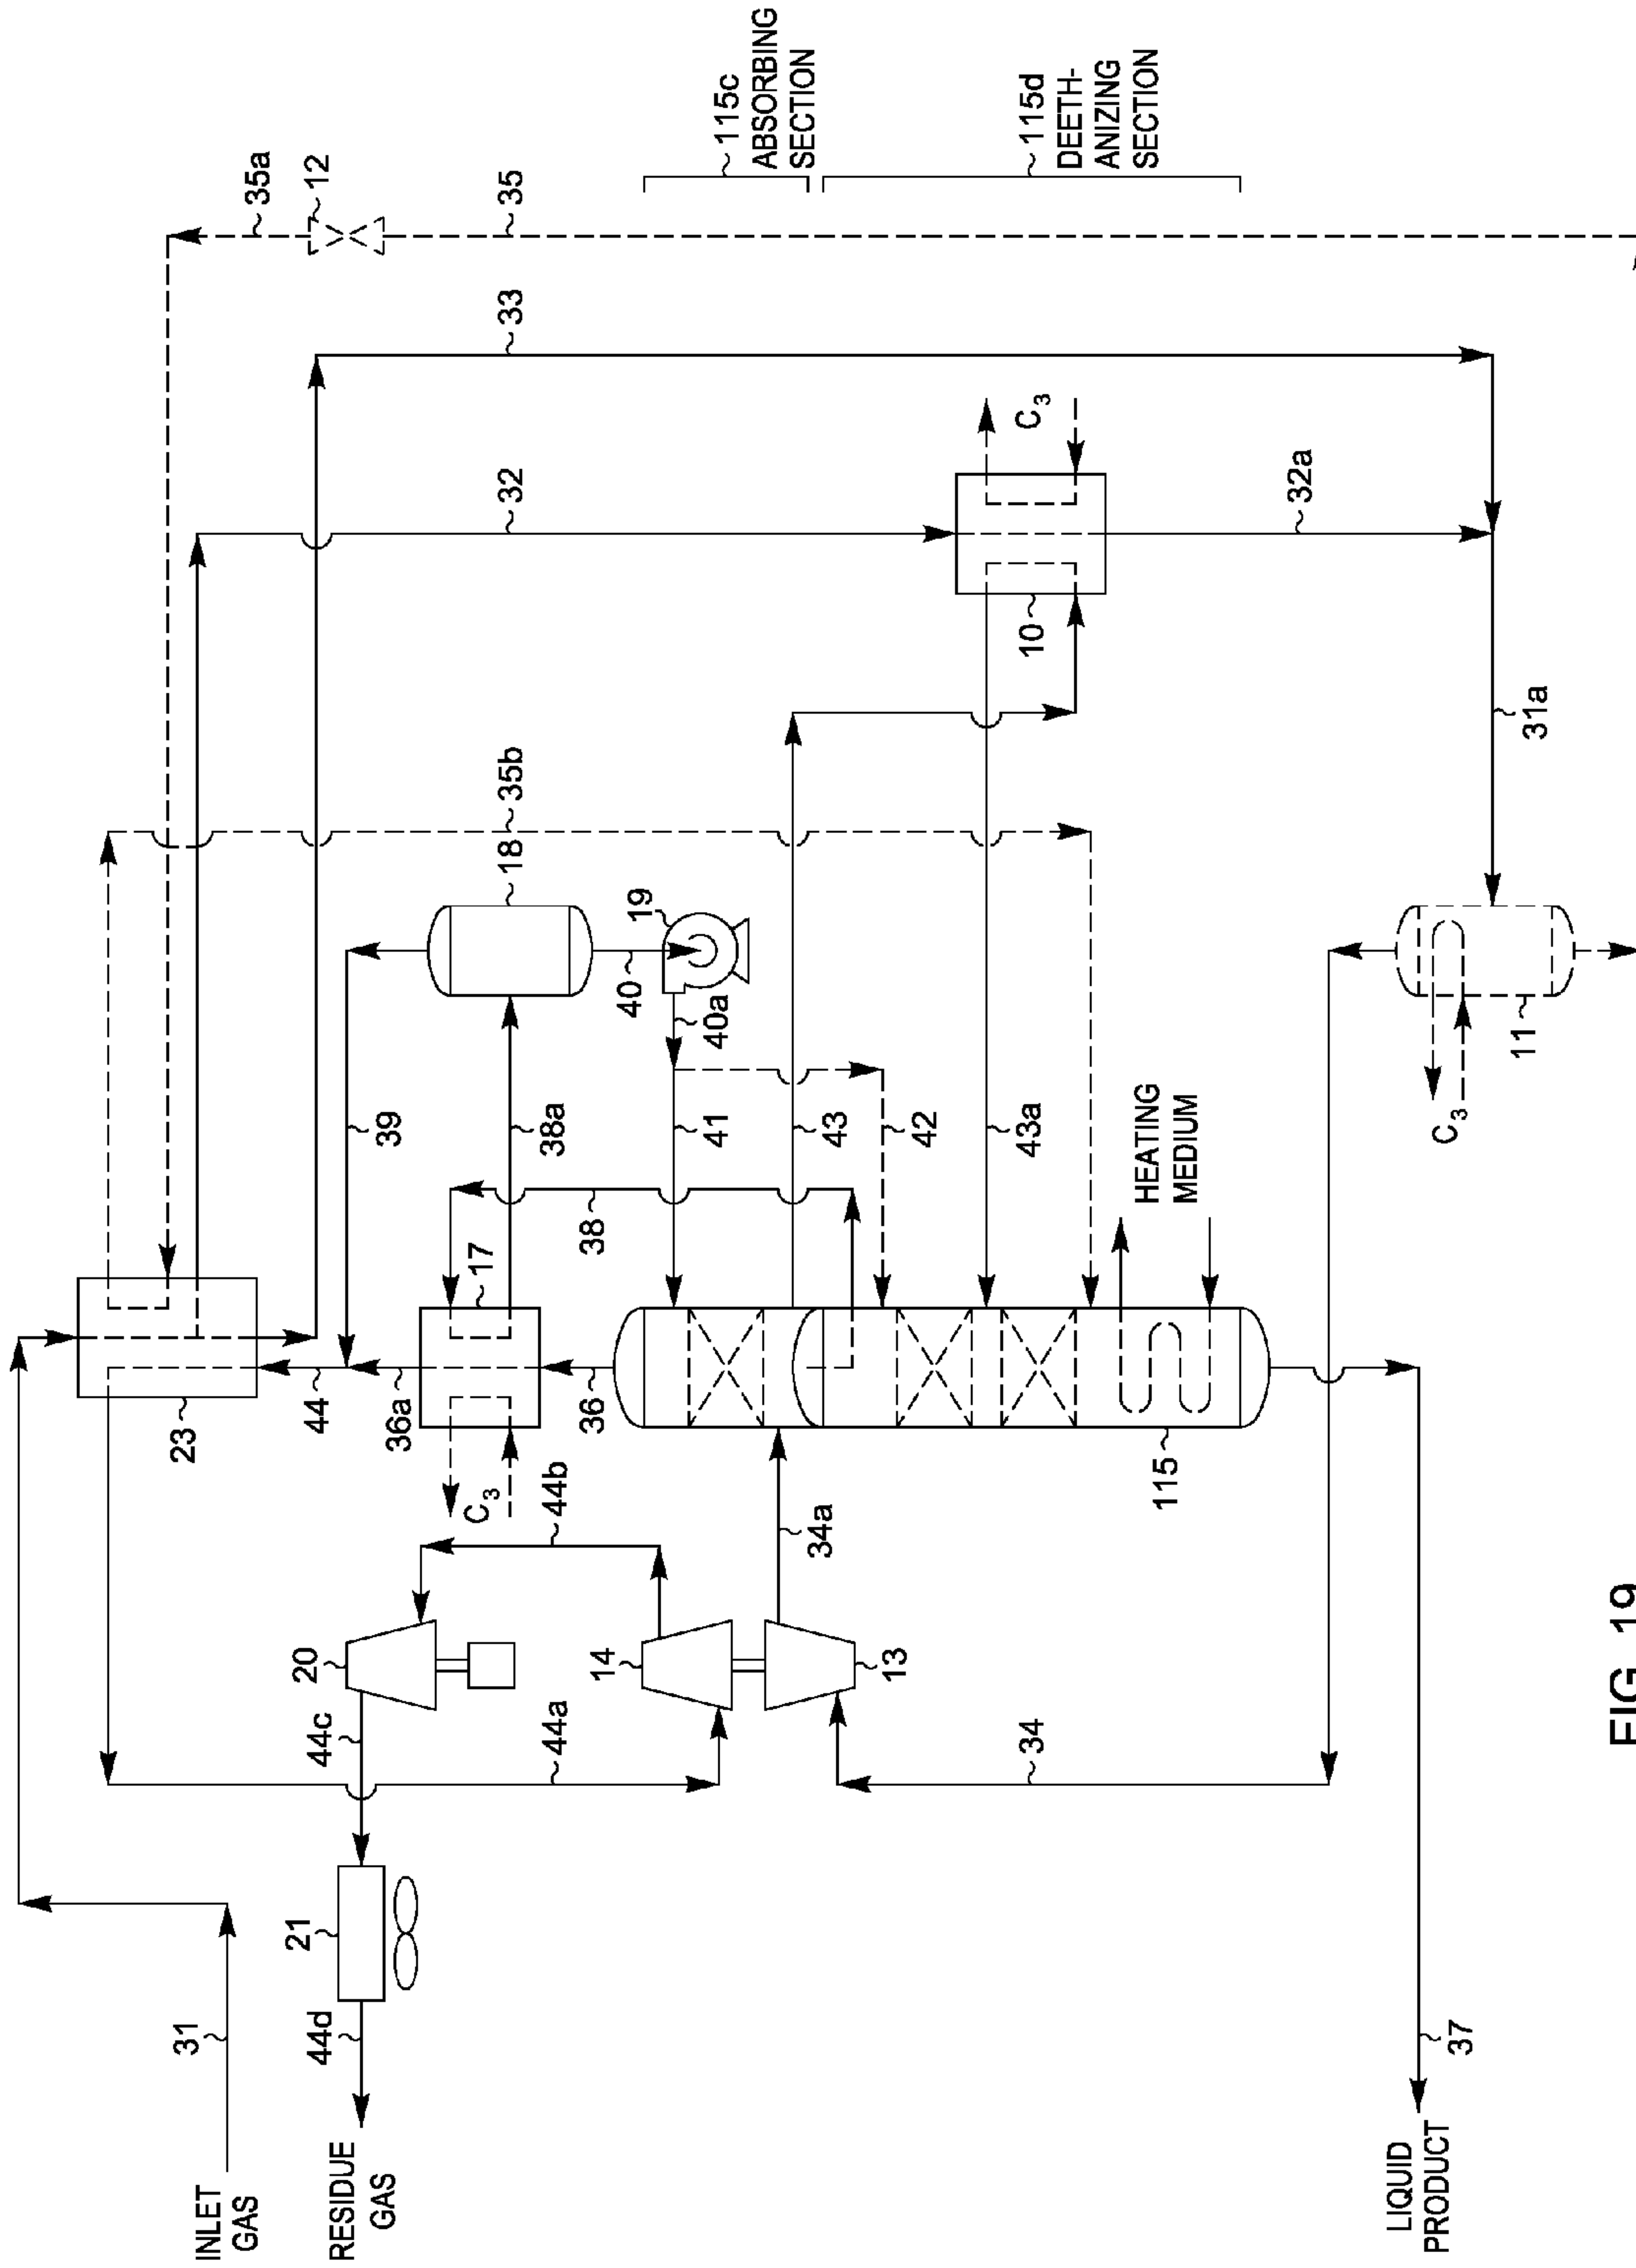 INLET
GAS
31
RESIDUE
GAS
44d
21
44c
20
44a
14
13
44b
34
34a
LIQUID
PRODUCT
37
23
44
36a
C3
17
36
38
115
39
38a
41
43
42
43a
HEATING
MEDIUM
40
40a
19
18
35b
C3
11
31a
10
C3
32
32a
33
35a
12
35
115c
ABSORBING
SECTION
115d
DEETH-
ANIZING
SECTION
FIG. 19